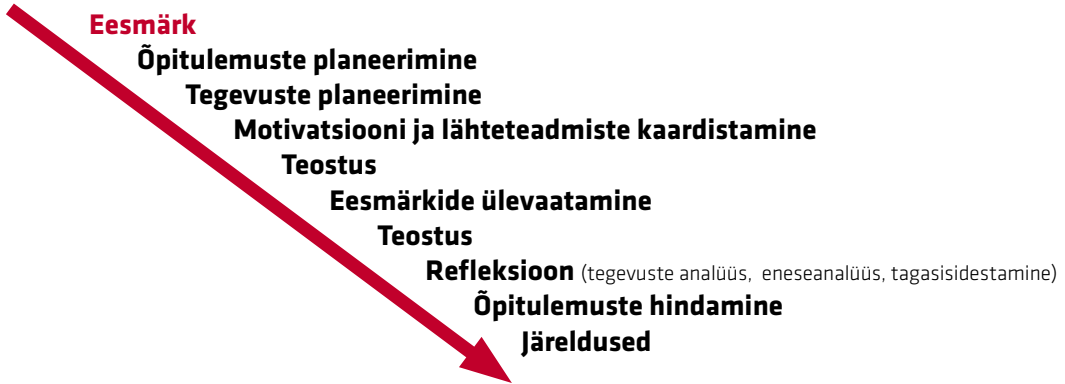 Eesmärk
Õpitulemuste planeerimine
Tegevuste planeerimine
Motivatsiooni ja lähteteadmiste kaardistamine
Teostus
Eesmärkide ülevaatamine
Teostus
Refleksioon (tegevuste analüüs, eneseanalüüs, tagasisidestamine)
Õpitulemuste hindamine
Järeldused